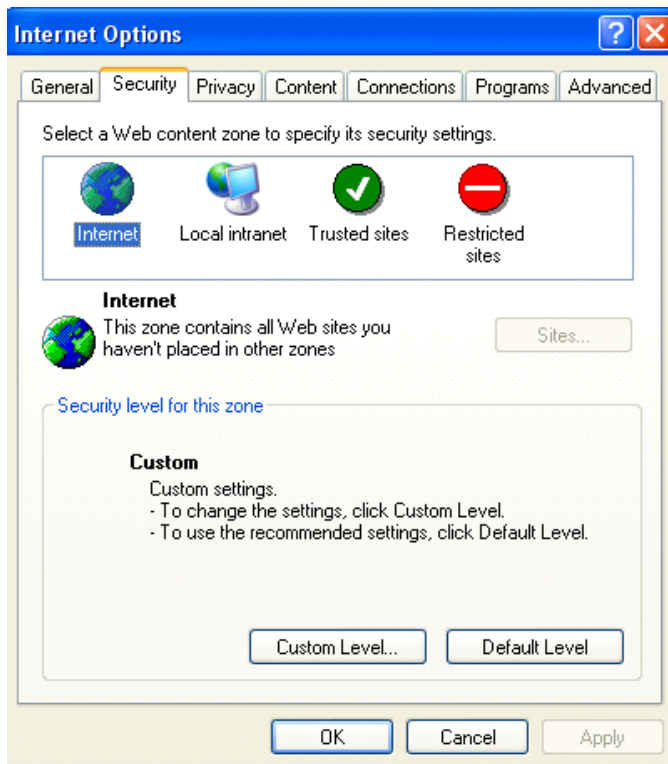 Internet Options
General Security Privacy Content Connections Programs Advanced
Select a Web content zone to specify its security settings.
Internet Local intranet Trusted sites Restricted
sites
Internet
This zone contains all Web sites you
haven't placed in other zones
Sites...
Security level for this zone
Custom
Custom settings.
- To change the settings, click Custom Level.
- To use the recommended settings, click Default Level.
Custom Level... Default Level
OK Cancel Apply